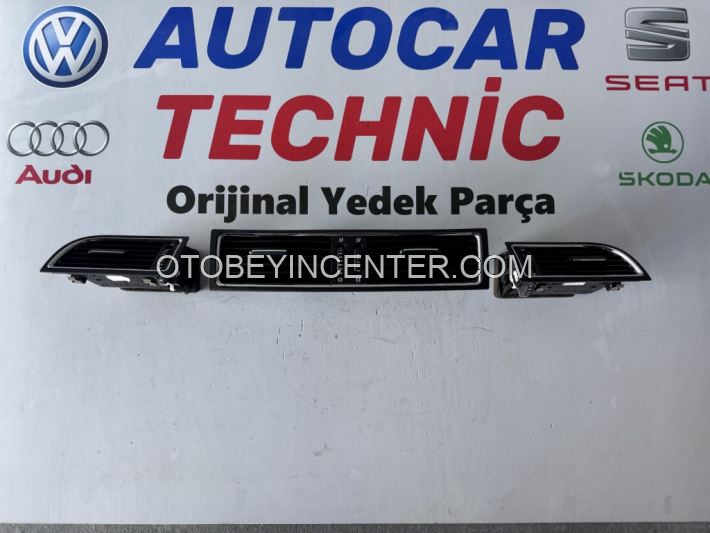 AUTOCAR
TECHNİC
SEAT
Audi
ŠKODA
Orijinal Yedek Parça
OTOBEYINCENTER.COM